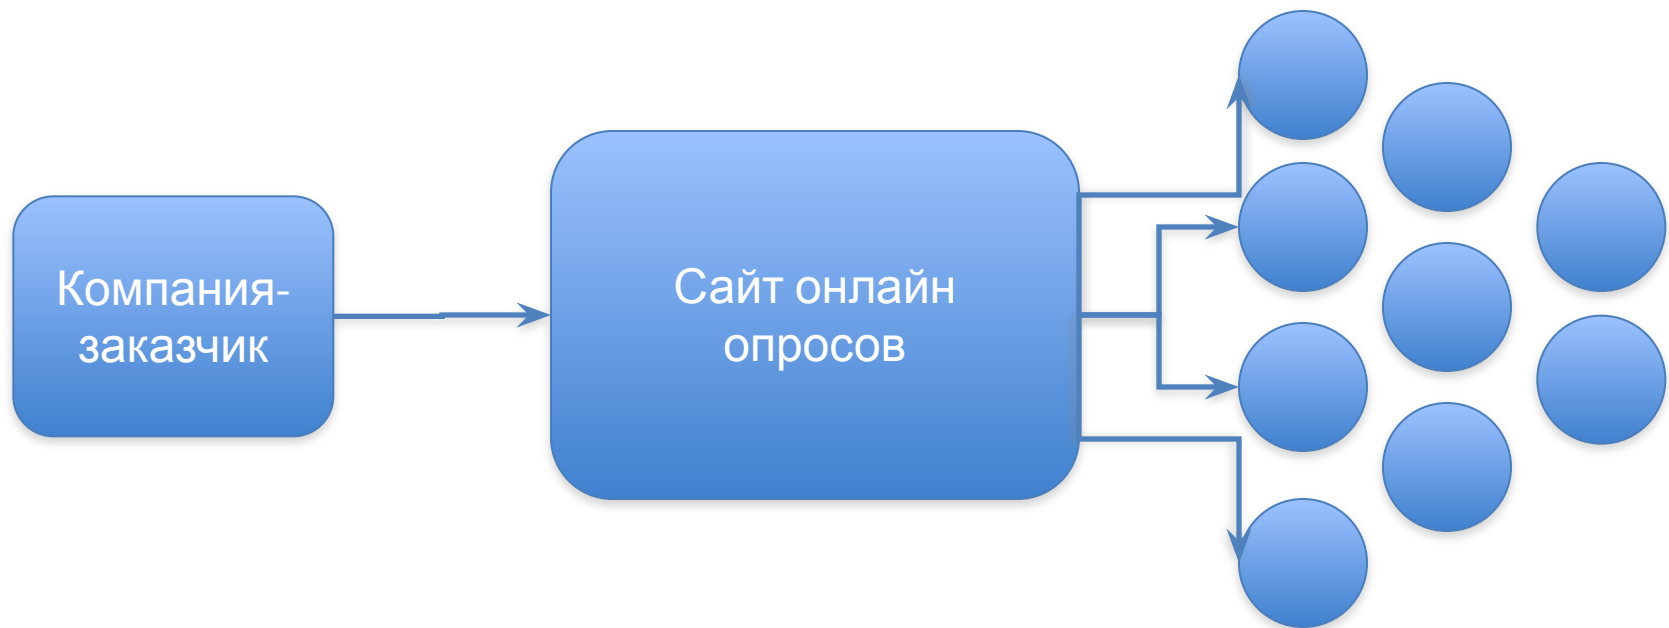 Компания-
заказчик
Сайт онлайн
опросов